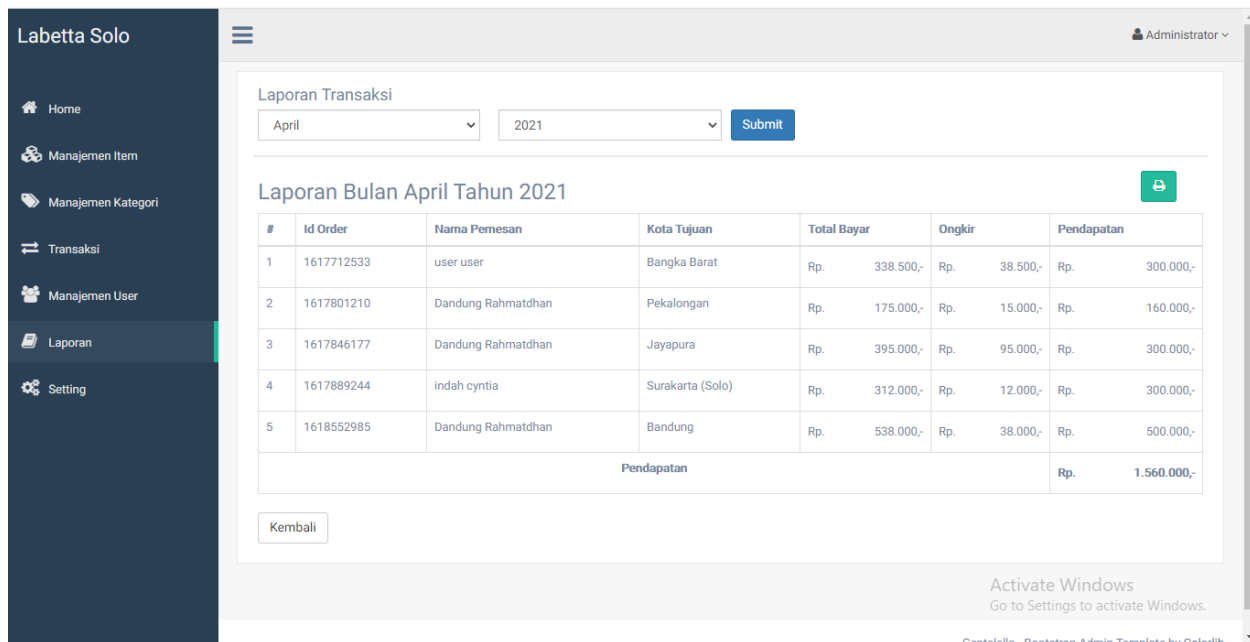 Labetta Solo
Administrator
Home
Manajemen Item
Manajemen Kategori
Transaksi
Manajemen User
Laporan
Setting
Laporan Transaksi
April 2021 Submit
Laporan Bulan April Tahun 2021
# Id Order Nama Pemesan Kota Tujuan Total Bayar Ongkir Pendapatan
1 1617712533 user user Bangka Barat Rp. 338.500,- Rp. 38.500,- Rp. 300.000,-
2 1617801210 Dandung Rahmatdhan Pekalongan Rp. 175.000,- Rp. 15.000,- Rp. 160.000,-
3 1617846177 Dandung Rahmatdhan Jayapura Rp. 395.000,- Rp. 95.000,- Rp. 300.000,-
4 1617889244 indah cyntia Surakarta (Solo) Rp. 312.000,- Rp. 12.000,- Rp. 300.000,-
5 1618552985 Dandung Rahmatdhan Bandung Rp. 538.000,- Rp. 38.000,- Rp. 500.000,-
Pendapatan Rp. 1.560.000,-
Kembali
Activate Windows
Go to Settings to activate Windows.
Gentelella - Bootstrap Admin Template by Colorlib